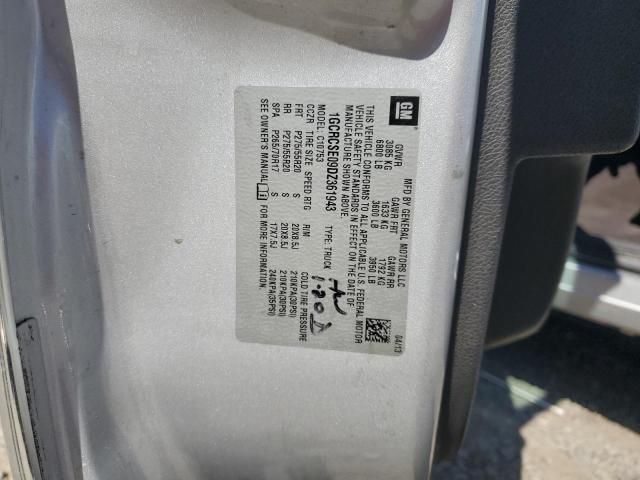 GM
MFD BY GENERAL MOTORS LLC
04/13
GVWR GAWR FRT GAWR RR
3085 KG 1633 KG 1792 KG
6800 LB 3600 LB 3950 LB
THIS VEHICLE CONFORMS TO ALL APPLICABLE U.S. FEDERAL MOTOR
VEHICLE SAFETY STANDARDS IN EFFECT ON THE DATE OF
MANUFACTURE SHOWN ABOVE.
1GCRCSE09DZ361943 TYPE: TRUCK
MODEL: C10753
CC2R TIRE SIZE SPEED RTG RIM COLD TIRE PRESSURE
FRT P275/55R20 S 20X8.5J 210KPA(30PSI)
RR P275/55R20 S 20X8.5J 210KPA(30PSI)
SPA P265/70R17 S 17X7.5J 240KPA(35PSI)
SEE OWNER'S MANUAL FOR MORE INFORMATION.